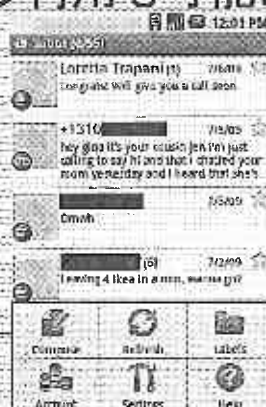 12:01 PM
Loretta Trapani (1) 7/6/09
Congrats! Will give you a call soon.
+1310 7/5/09
hey gina it's your cousin jen i'm just
calling to say hi and that i chatted your
mom yesterday and I heard that she's
Omwh
(6) 7/2/09
Leaving 4 ikea in a min, wanna go?
Compose Refresh Labels
Account Settings Help